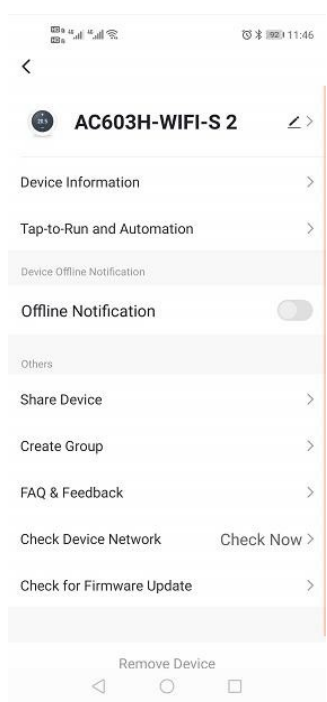 11:46
AC603H-WIFI-S 2
Device Information
Tap-to-Run and Automation
Device Offline Notification
Offline Notification
Others
Share Device
Create Group
FAQ & Feedback
Check Device Network Check Now
Check for Firmware Update
Remove Device